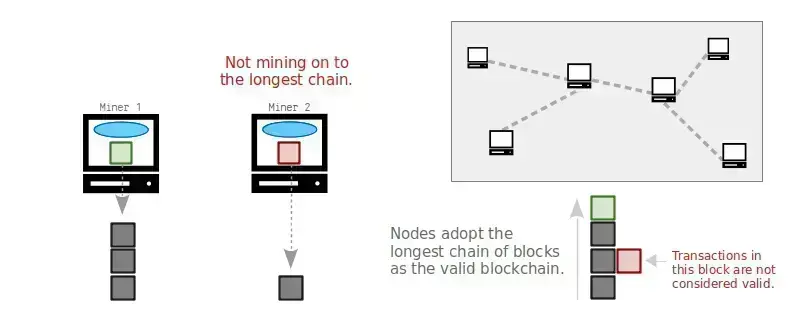 Not mining on to
the longest chain.
Miner 1
Miner 2
Nodes adopt the
longest chain of blocks
as the valid blockchain.
Transactions in
this block are not
considered valid.